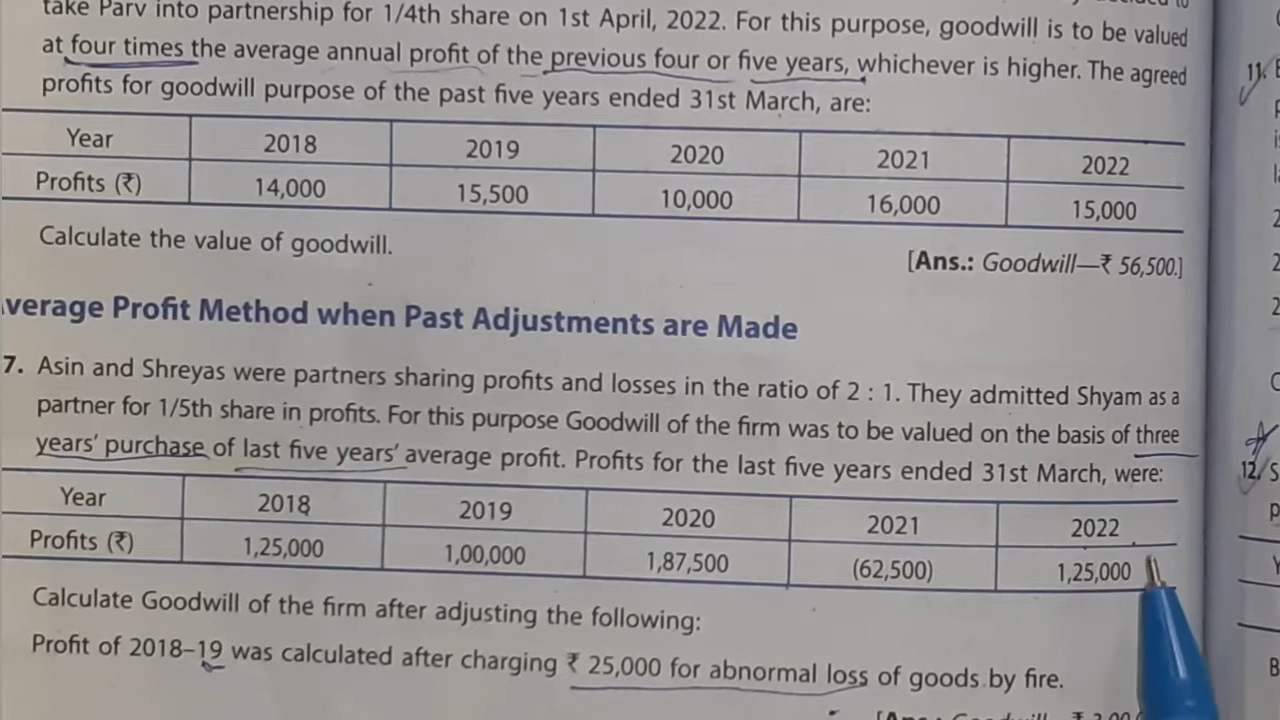 take Parv into partnership for 1/4th share on 1st April, 2022. For this purpose, goodwill is to be valued
at four times the average annual profit of the previous four or five years, whichever is higher. The agreed
profits for goodwill purpose of the past five years ended 31st March, are:
Year 2018 2019 2020 2021 2022
Profits (₹) 14,000 15,500 10,000 16,000 15,000
Calculate the value of goodwill.
[Ans.: Goodwill—₹ 56,500.]
verage Profit Method when Past Adjustments are Made
7. Asin and Shreyas were partners sharing profits and losses in the ratio of 2 : 1. They admitted Shyam as a
partner for 1/5th share in profits. For this purpose Goodwill of the firm was to be valued on the basis of three
years' purchase of last five years' average profit. Profits for the last five years ended 31st March, were:
Year 2018 2019 2020 2021 2022
Profits (₹) 1,25,000 1,00,000 1,87,500 (62,500) 1,25,000
Calculate Goodwill of the firm after adjusting the following:
Profit of 2018–19 was calculated after charging ₹ 25,000 for abnormal loss of goods by fire.
11.
12. S